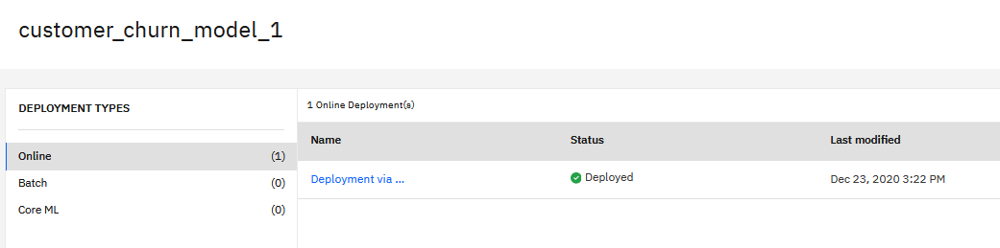 customer_churn_model_1
DEPLOYMENT TYPES
Online (1)
Batch (0)
Core ML (0)
1 Online Deployment(s)
Name Status Last modified
Deployment via ... Deployed Dec 23, 2020 3:22 PM